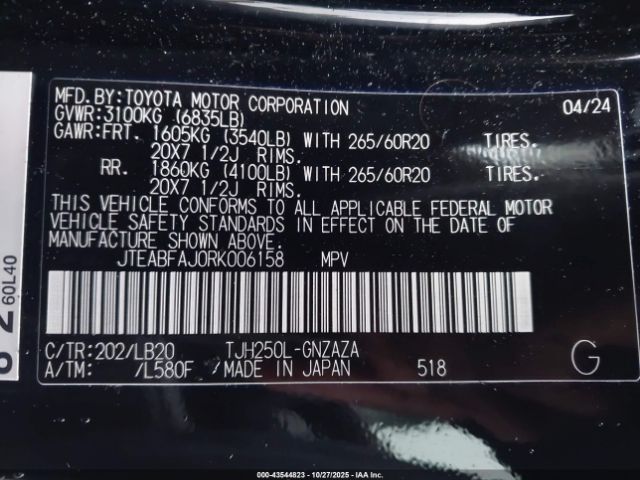 MFD.BY:TOYOTA MOTOR CORPORATION 04/24
GVWR:3100KG (6835LB)
GAWR:FRT. 1605KG (3540LB) WITH 265/60R20 TIRES.
20X7 1/2J RIMS.
RR. 1860KG (4100LB) WITH 265/60R20 TIRES.
20X7 1/2J RIMS.
THIS VEHICLE CONFORMS TO ALL APPLICABLE FEDERAL MOTOR
VEHICLE SAFETY STANDARDS IN EFFECT ON THE DATE OF
MANUFACTURE SHOWN ABOVE.
JTEABFAJ0RK006158 MPV
C/TR:202/LB20 TJH250L-GNZAZA
A/TM: /L580F /MADE IN JAPAN 518 G
60L40
000-43544823 | 10/27/2025 | IAA Inc.